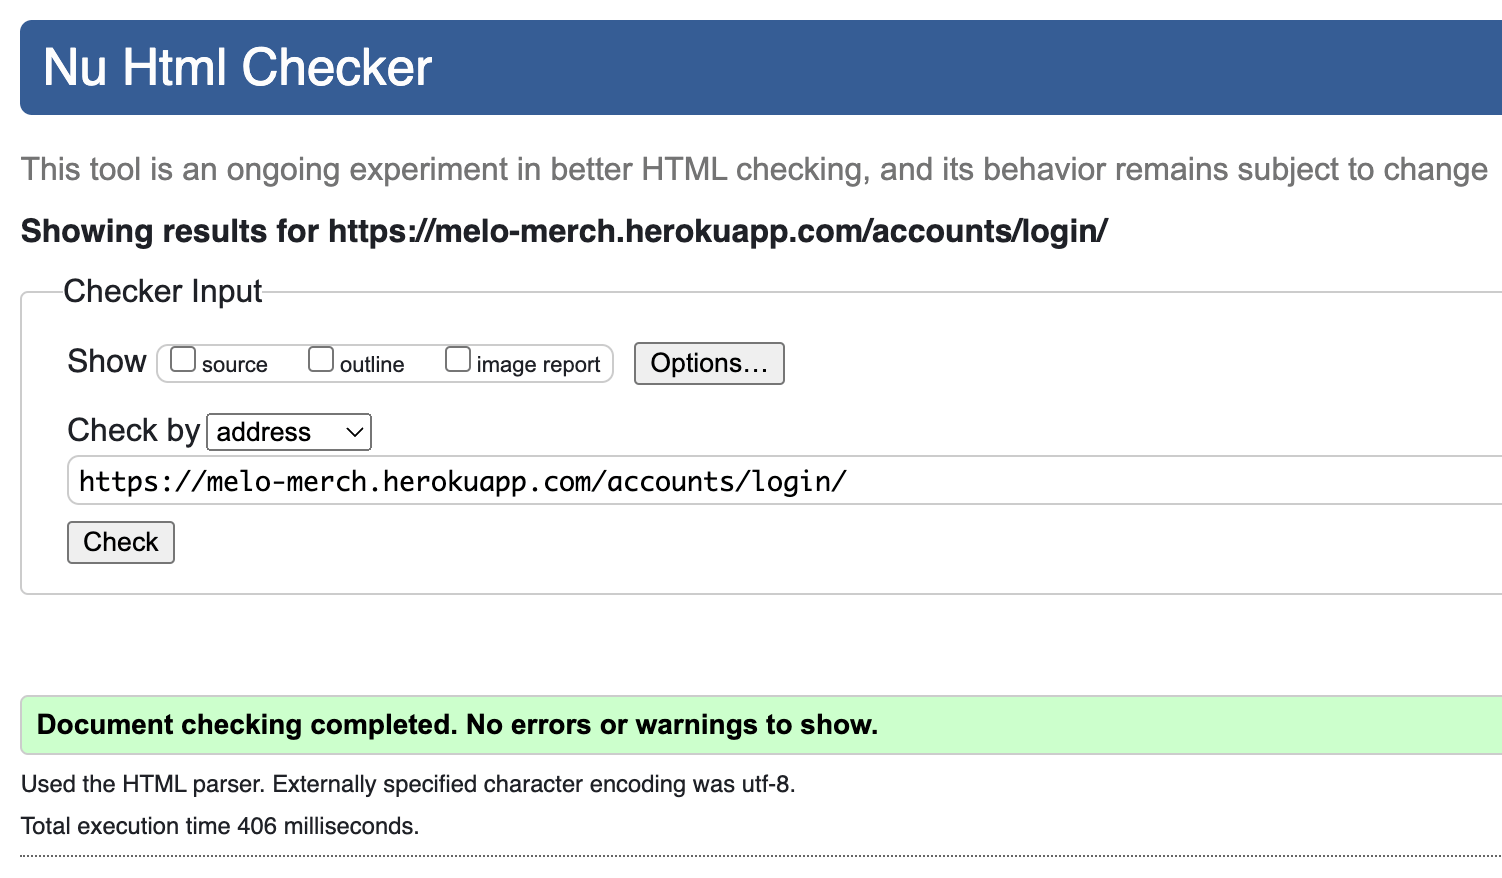 Nu Html Checker
This tool is an ongoing experiment in better HTML checking, and its behavior remains subject to change
Showing results for https://melo-merch.herokuapp.com/accounts/login/
Checker Input
Show source outline image report Options…
Check by address
https://melo-merch.herokuapp.com/accounts/login/
Check
Document checking completed. No errors or warnings to show.
Used the HTML parser. Externally specified character encoding was utf-8.
Total execution time 406 milliseconds.